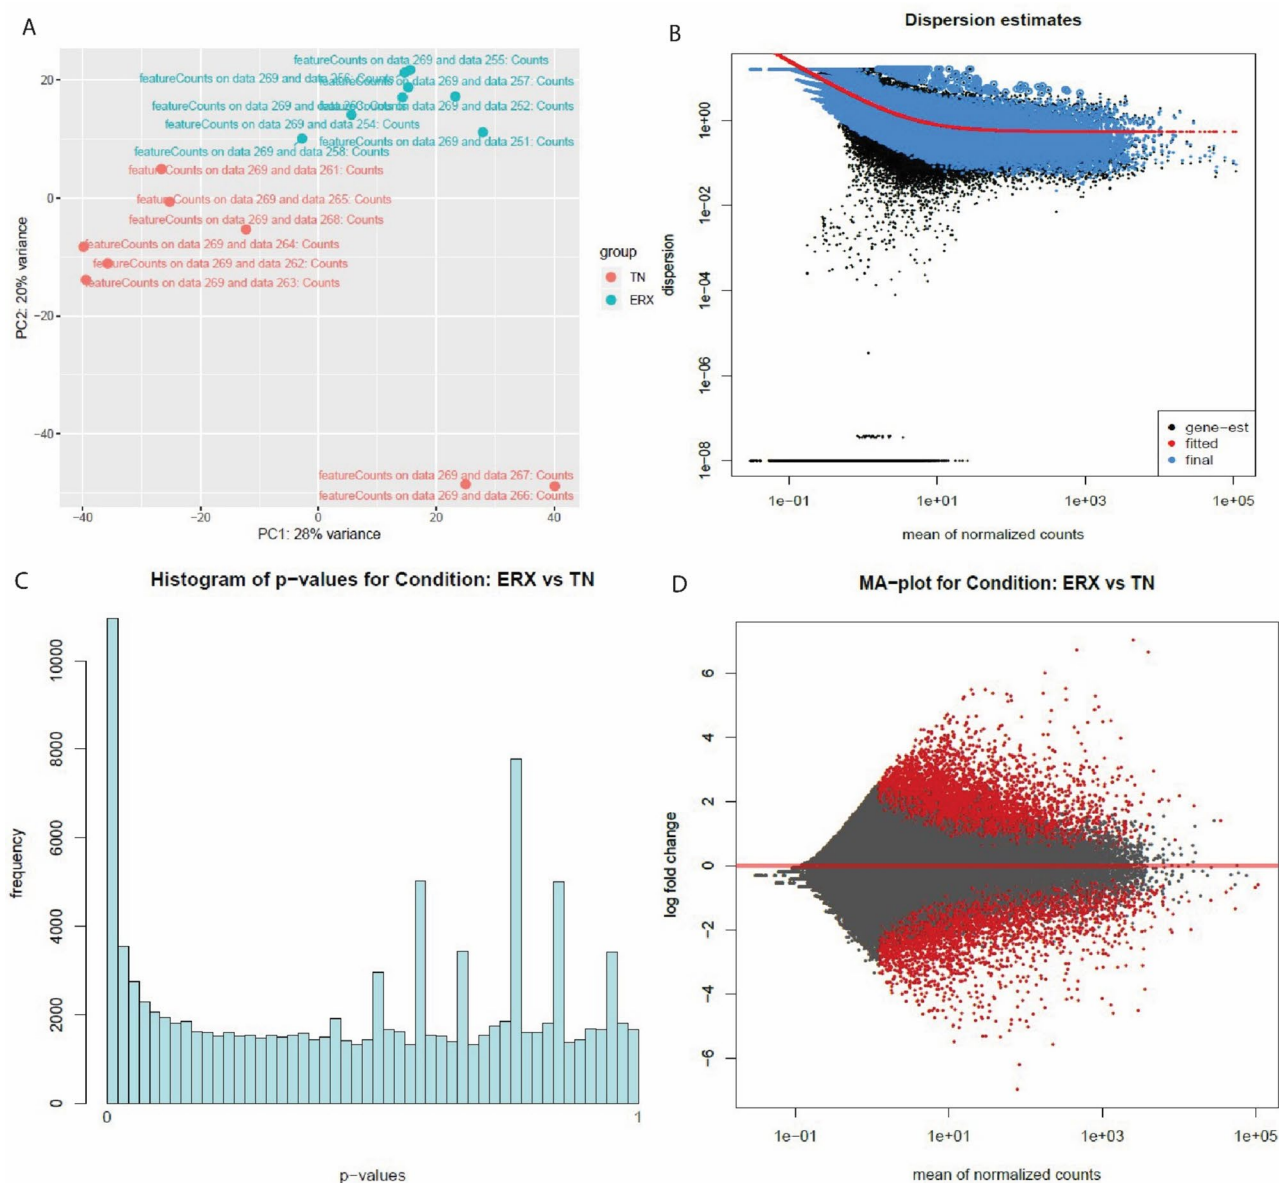 A
featureCounts on data 269 and data 255: Counts
featureCounts on data 269 and data 256: Counts
featureCounts on data 269 and data 257: Counts
featureCounts on data 269 and data 252: Counts
featureCounts on data 269 and data 254: Counts
featureCounts on data 269 and data 251: Counts
featureCounts on data 269 and data 258: Counts
featureCounts on data 269 and data 261: Counts
featureCounts on data 269 and data 265: Counts
featureCounts on data 269 and data 268: Counts
featureCounts on data 269 and data 264: Counts
featureCounts on data 269 and data 262: Counts
featureCounts on data 269 and data 263: Counts
featureCounts on data 269 and data 267: Counts
featureCounts on data 269 and data 266: Counts
20
0
−20
−40
PC2: 20% variance
−40 −20 0 20 40
PC1: 28% variance
group
TN
ERX
B
Dispersion estimates
1e+00
1e−02
1e−04
1e−06
1e−08
dispersion
gene−est
fitted
final
1e−01 1e+01 1e+03 1e+05
mean of normalized counts
C
Histogram of p−values for Condition: ERX vs TN
10000
8000
6000
4000
2000
0
frequency
0 1
p−values
D
MA−plot for Condition: ERX vs TN
6
4
2
0
−2
−4
−6
log fold change
1e−01 1e+01 1e+03 1e+05
mean of normalized counts